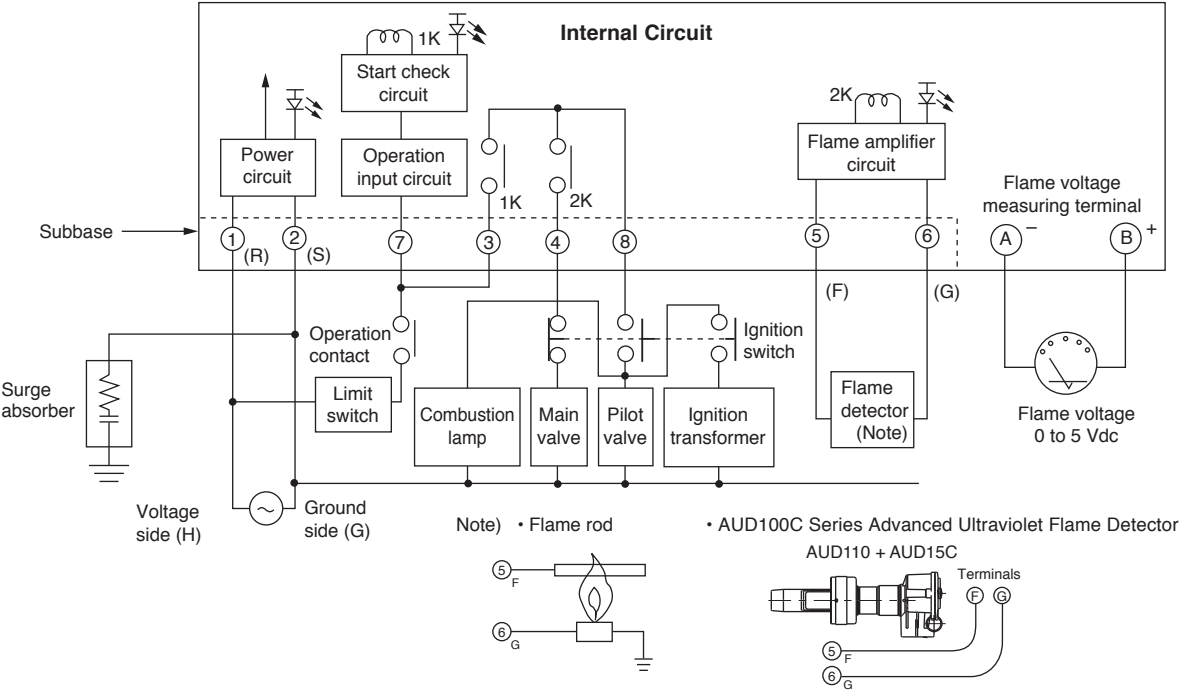 Internal Circuit
1K
Start check
circuit
2K
Power
circuit
Operation
input circuit
Flame amplifier
circuit
1K
2K
Flame voltage
measuring terminal
Subbase
1
(R)
2
(S)
7
3
4
8
5
6
A
−
B
+
(F)
(G)
Operation
contact
Ignition
switch
Surge
absorber
Limit
switch
Combustion
lamp
Main
valve
Pilot
valve
Ignition
transformer
Flame
detector
(Note)
Flame voltage
0 to 5 Vdc
Voltage
side (H)
~
Ground
side (G)
Note) • Flame rod
5
F
6
G
• AUD100C Series Advanced Ultraviolet Flame Detector
AUD110 + AUD15C
Terminals
F
G
5
F
6
G